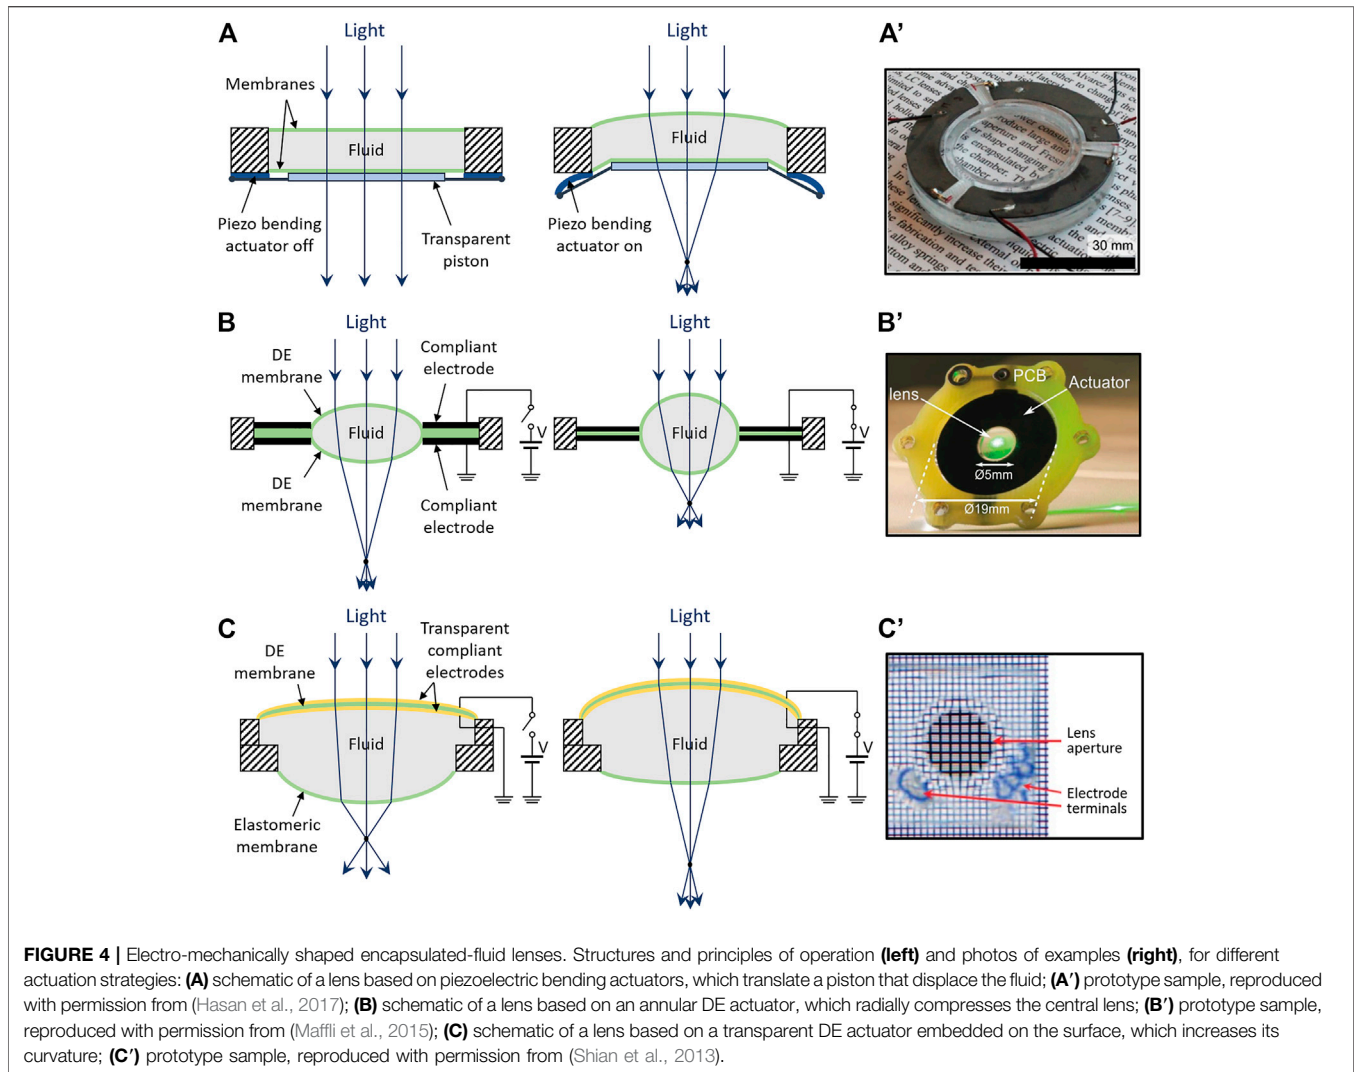 A
Light
Membranes
Fluid
Fluid
Piezo bending
actuator off
Transparent
piston
Piezo bending
actuator on
A’
30 mm
B
Light
Light
DE
membrane
Compliant
electrode
Fluid
V
Fluid
V
DE
membrane
Compliant
electrode
B’
PCB
Actuator
lens
Ø5mm
Ø19mm
C
Light
Light
DE
membrane
Transparent
compliant
electrodes
Fluid
V
Fluid
V
Elastomeric
membrane
C’
Lens
aperture
Electrode
terminals
FIGURE 4 | Electro-mechanically shaped encapsulated-fluid lenses. Structures and principles of operation (left) and photos of examples (right), for different
actuation strategies: (A) schematic of a lens based on piezoelectric bending actuators, which translate a piston that displace the fluid; (A’) prototype sample, reproduced
with permission from (Hasan et al., 2017); (B) schematic of a lens based on an annular DE actuator, which radially compresses the central lens; (B’) prototype sample,
reproduced with permission from (Maffli et al., 2015); (C) schematic of a lens based on a transparent DE actuator embedded on the surface, which increases its
curvature; (C’) prototype sample, reproduced with permission from (Shian et al., 2013).